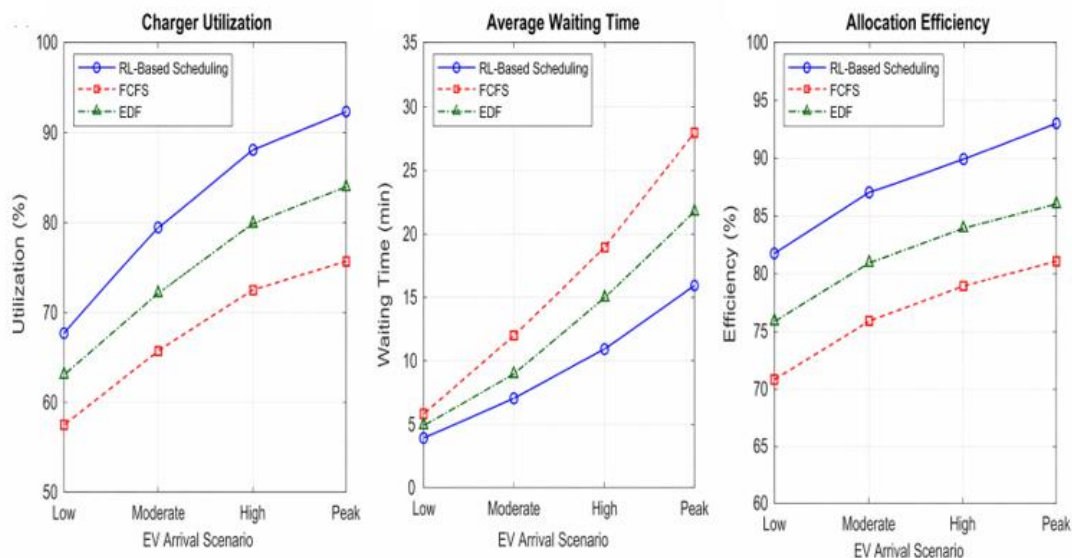 Charger Utilization
RL-Based Scheduling
FCFS
EDF
Utilization (%)
100
90
80
70
60
50
Low Moderate High Peak
EV Arrival Scenario
Average Waiting Time
RL-Based Scheduling
FCFS
EDF
Waiting Time (min)
35
30
25
20
15
10
5
0
Low Moderate High Peak
EV Arrival Scenario
Allocation Efficiency
RL-Based Scheduling
FCFS
EDF
Efficiency (%)
100
95
90
85
80
75
70
65
60
Low Moderate High Peak
EV Arrival Scenario